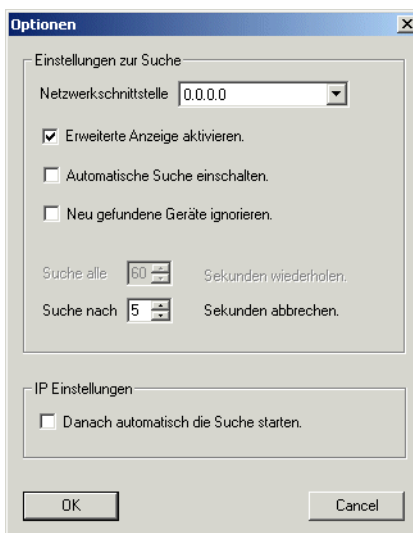 Optionen
Einstellungen zur Suche
Netzwerkschnittstelle 0.0.0.0
Erweiterte Anzeige aktivieren.
Automatische Suche einschalten.
Neu gefundene Geräte ignorieren.
Suche alle 60 Sekunden wiederholen.
Suche nach 5 Sekunden abbrechen.
IP Einstellungen
Danach automatisch die Suche starten.
OK Cancel